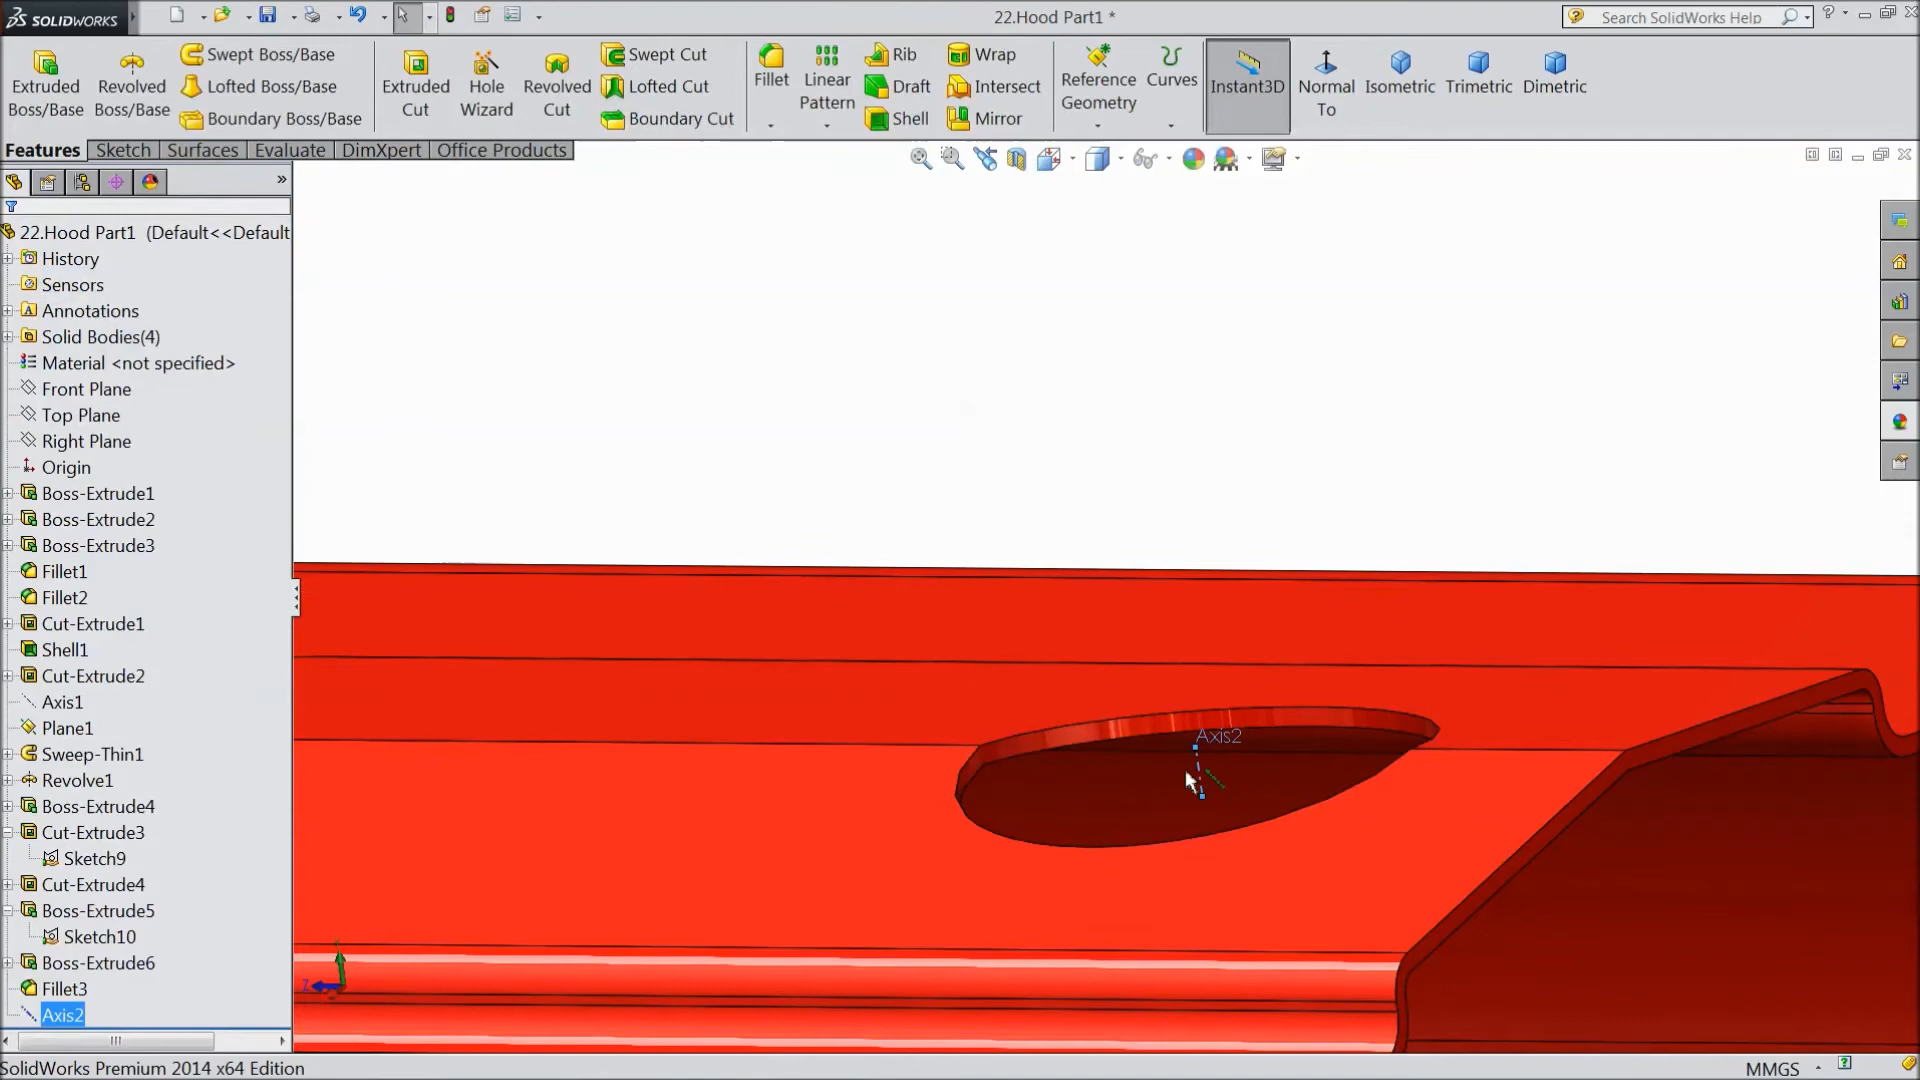 SOLIDWORKS
22.Hood Part1 *
Search SolidWorks Help
Extruded Boss/Base
Revolved Boss/Base
Swept Boss/Base
Lofted Boss/Base
Boundary Boss/Base
Extruded Cut
Hole Wizard
Revolved Cut
Swept Cut
Lofted Cut
Boundary Cut
Fillet
Linear Pattern
Rib
Draft
Shell
Wrap
Intersect
Mirror
Reference Geometry
Curves
Instant3D
Normal To
Isometric
Trimetric
Dimetric
Features Sketch Surfaces Evaluate DimXpert Office Products
22.Hood Part1 (Default<<Default
History
Sensors
Annotations
Solid Bodies(4)
Material <not specified>
Front Plane
Top Plane
Right Plane
Origin
Boss-Extrude1
Boss-Extrude2
Boss-Extrude3
Fillet1
Fillet2
Cut-Extrude1
Shell1
Cut-Extrude2
Axis1
Plane1
Sweep-Thin1
Revolve1
Boss-Extrude4
Cut-Extrude3
Sketch9
Cut-Extrude4
Boss-Extrude5
Sketch10
Boss-Extrude6
Fillet3
Axis2
Axis2
Z
SolidWorks Premium 2014 x64 Edition
MMGS